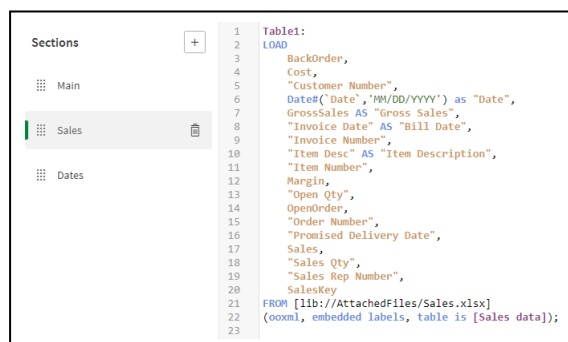 Sections
+
Main
Sales
Dates
1 Table1:
2 LOAD
3 BackOrder,
4 Cost,
5 "Customer Number",
6 Date#(`Date`,'MM/DD/YYYY') as "Date",
7 GrossSales AS "Gross Sales",
8 "Invoice Date" AS "Bill Date",
9 "Invoice Number",
10 "Item Desc" AS "Item Description",
11 "Item Number",
12 Margin,
13 "Open Qty",
14 OpenOrder,
15 "Order Number",
16 "Promised Delivery Date",
17 Sales,
18 "Sales Qty",
19 "Sales Rep Number",
20 SalesKey
21 FROM [lib://AttachedFiles/Sales.xlsx]
22 (ooxml, embedded labels, table is [Sales data]);
23